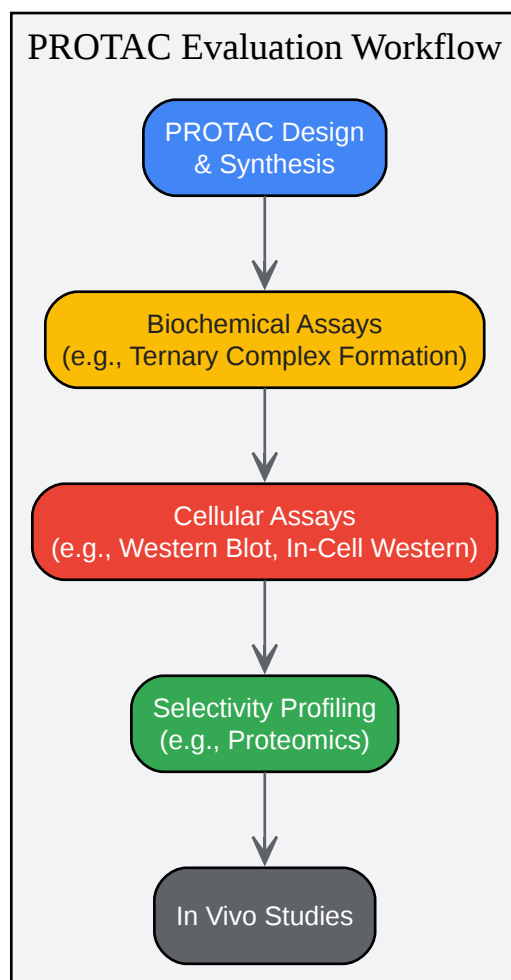 PROTAC Evaluation Workflow
PROTAC Design
& Synthesis
Biochemical Assays
(e.g., Ternary Complex Formation)
Cellular Assays
(e.g., Western Blot, In-Cell Western)
Selectivity Profiling
(e.g., Proteomics)
In Vivo Studies